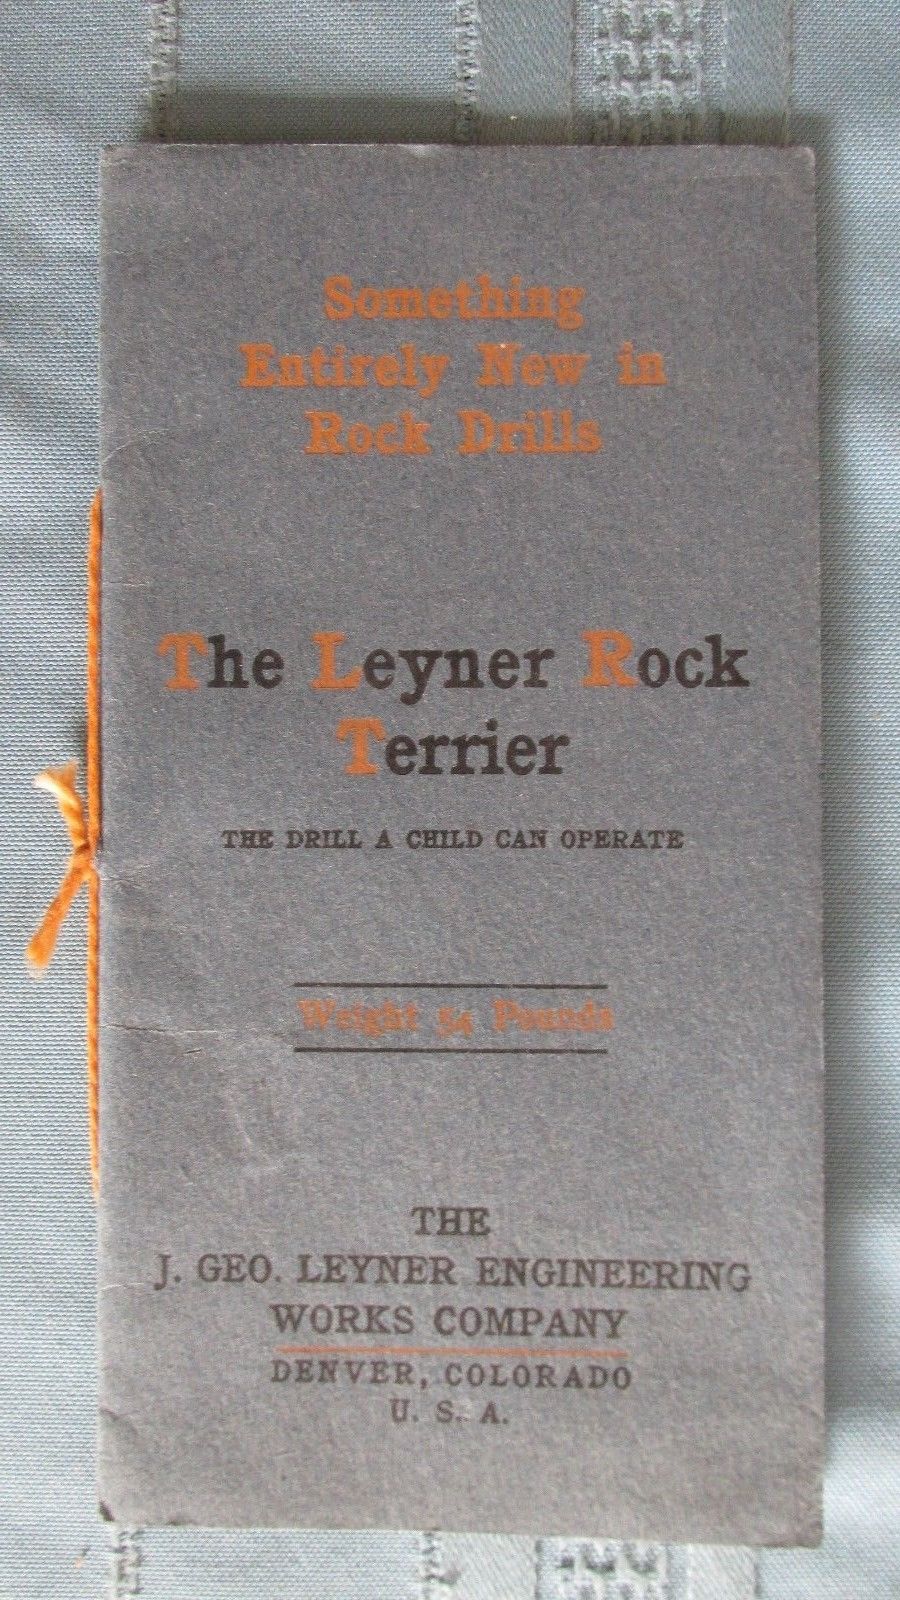 Something
Entirely New in
Rock Drills
The Leyner Rock
Terrier
THE DRILL A CHILD CAN OPERATE
Weight 54 Pounds
THE
J. GEO. LEYNER ENGINEERING
WORKS COMPANY
DENVER, COLORADO
U. S. A.